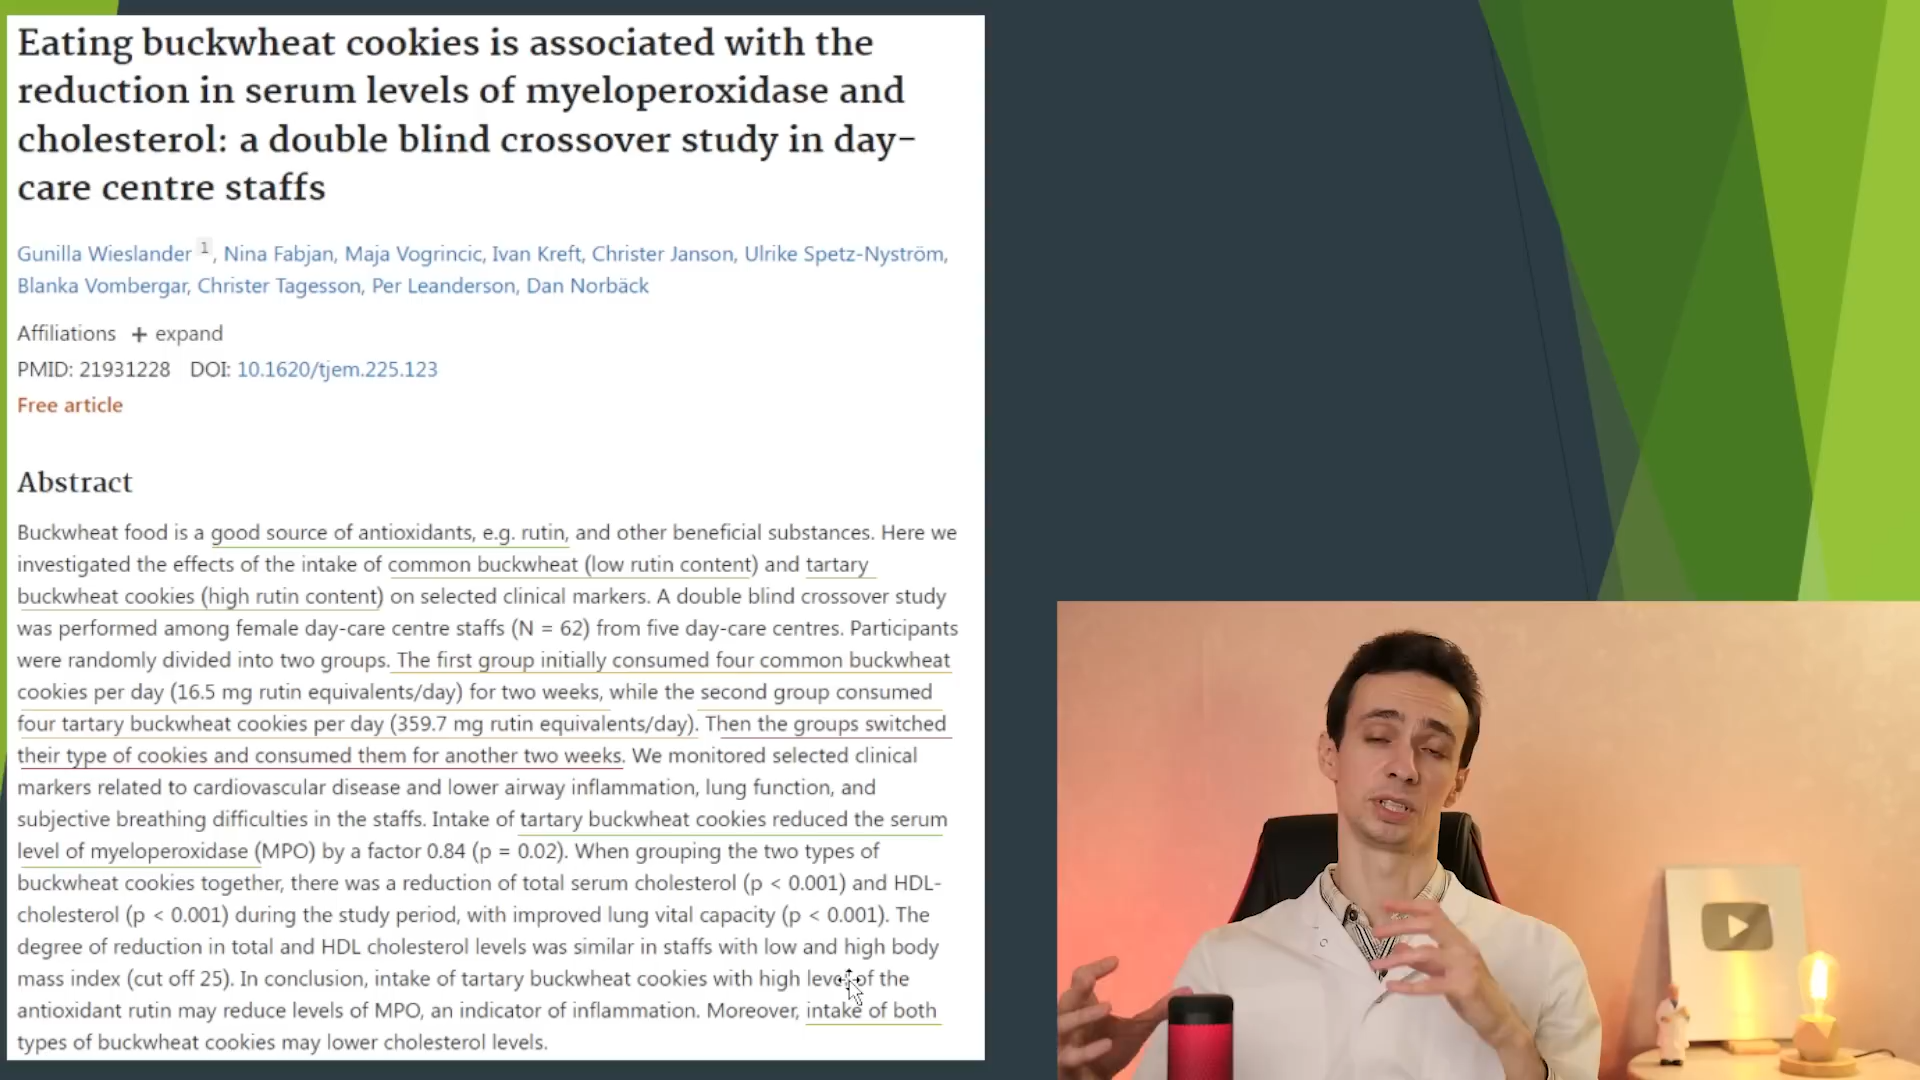 Eating buckwheat cookies is associated with the
reduction in serum levels of myeloperoxidase and
cholesterol: a double blind crossover study in day-
care centre staffs
Gunilla Wieslander 1, Nina Fabjan, Maja Vogrincic, Ivan Kreft, Christer Janson, Ulrike Spetz-Nyström,
Blanka Vombergar, Christer Tagesson, Per Leanderson, Dan Norbäck
Affiliations + expand
PMID: 21931228 DOI: 10.1620/tjem.225.123
Free article
Abstract
Buckwheat food is a good source of antioxidants, e.g. rutin, and other beneficial substances. Here we
investigated the effects of the intake of common buckwheat (low rutin content) and tartary
buckwheat cookies (high rutin content) on selected clinical markers. A double blind crossover study
was performed among female day-care centre staffs (N = 62) from five day-care centres. Participants
were randomly divided into two groups. The first group initially consumed four common buckwheat
cookies per day (16.5 mg rutin equivalents/day) for two weeks, while the second group consumed
four tartary buckwheat cookies per day (359.7 mg rutin equivalents/day). Then the groups switched
their type of cookies and consumed them for another two weeks. We monitored selected clinical
markers related to cardiovascular disease and lower airway inflammation, lung function, and
subjective breathing difficulties in the staffs. Intake of tartary buckwheat cookies reduced the serum
level of myeloperoxidase (MPO) by a factor 0.84 (p = 0.02). When grouping the two types of
buckwheat cookies together, there was a reduction of total serum cholesterol (p < 0.001) and HDL-
cholesterol (p < 0.001) during the study period, with improved lung vital capacity (p < 0.001). The
degree of reduction in total and HDL cholesterol levels was similar in staffs with low and high body
mass index (cut off 25). In conclusion, intake of tartary buckwheat cookies with high level of the
antioxidant rutin may reduce levels of MPO, an indicator of inflammation. Moreover, intake of both
types of buckwheat cookies may lower cholesterol levels.